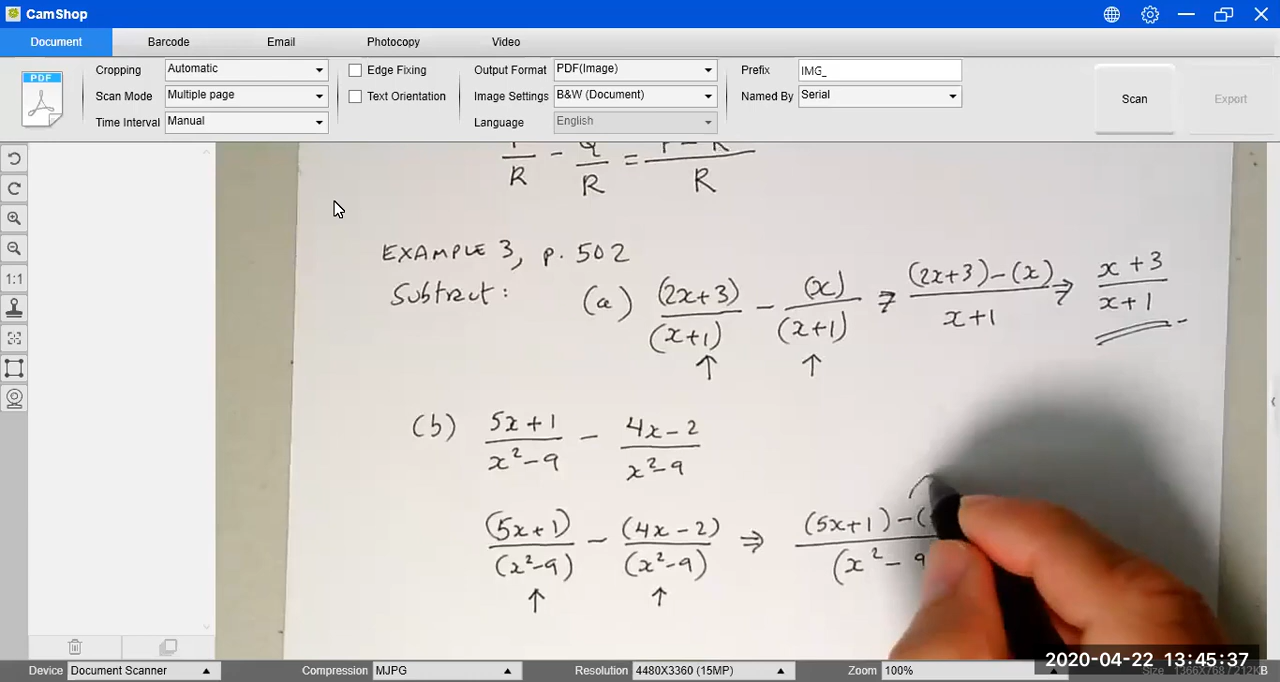 CamShop
Document Barcode Email Photocopy Video
PDF
Cropping Automatic Edge Fixing Output Format PDF(Image) Prefix IMG_
Scan Mode Multiple page Text Orientation Image Settings B&W (Document) Named By Serial
Time Interval Manual Language English
Scan Export
1:1
R - R = R
EXAMPLE 3, p. 502
Subtract: (a) (2x+3)/(x+1) - (x)/(x+1) ⇒ (2x+3)-(x)/x+1 ⇒ x+3/x+1
↑ ↑
(b) 5x+1/x²-9 - 4x-2/x²-9
(5x+1)/(x²-9) - (4x-2)/(x²-9) ⇒ (5x+1)-(/(x²-9
↑ ↑
2020-04-22 13:45:37
Device Document Scanner Compression MJPG Resolution 4480X3360 (15MP) Zoom 100%